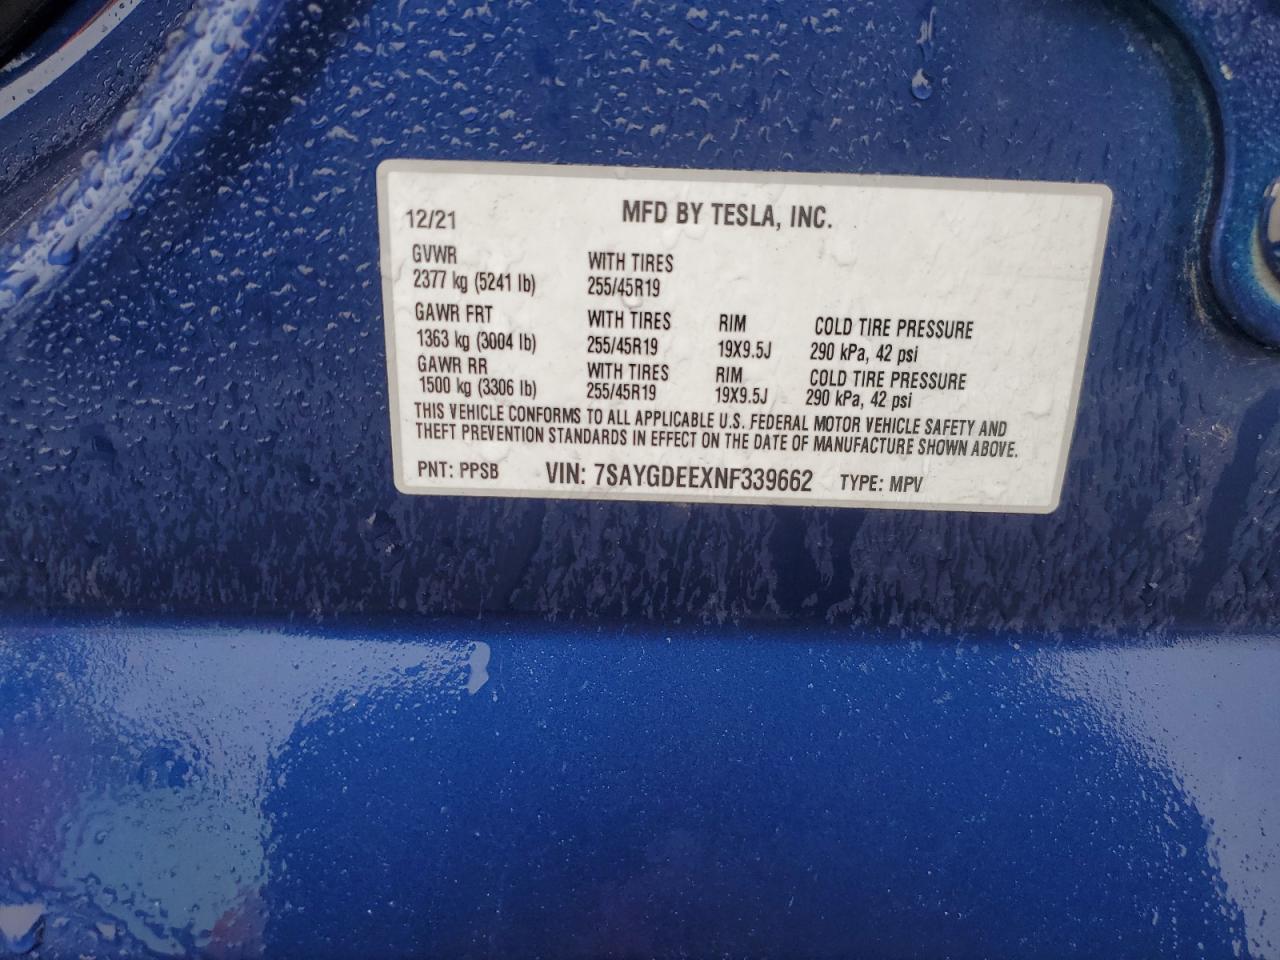 12/21 MFD BY TESLA, INC.
GVWR WITH TIRES
2377 kg (5241 lb) 255/45R19
GAWR FRT WITH TIRES RIM COLD TIRE PRESSURE
1363 kg (3004 lb) 255/45R19 19X9.5J 290 kPa, 42 psi
GAWR RR WITH TIRES RIM COLD TIRE PRESSURE
1500 kg (3306 lb) 255/45R19 19X9.5J 290 kPa, 42 psi
THIS VEHICLE CONFORMS TO ALL APPLICABLE U.S. FEDERAL MOTOR VEHICLE SAFETY AND
THEFT PREVENTION STANDARDS IN EFFECT ON THE DATE OF MANUFACTURE SHOWN ABOVE.
PNT: PPSB VIN: 7SAYGDEEXNF339662 TYPE: MPV